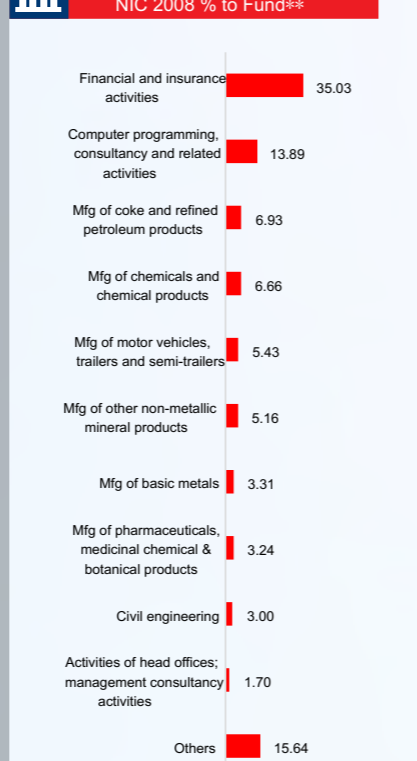 NIC 2008 % to Fund**
Financial and insurance
activities
35.03
Computer programming,
consultancy and related
activities
13.89
Mfg of coke and refined
petroleum products
6.93
Mfg of chemicals and
chemical products
6.66
Mfg of motor vehicles,
trailers and semi-trailers
5.43
Mfg of other non-metallic
mineral products
5.16
Mfg of basic metals
3.31
Mfg of pharmaceuticals,
medicinal chemical &
botanical products
3.24
Civil engineering
3.00
Activities of head offices;
management consultancy
activities
1.70
Others
15.64